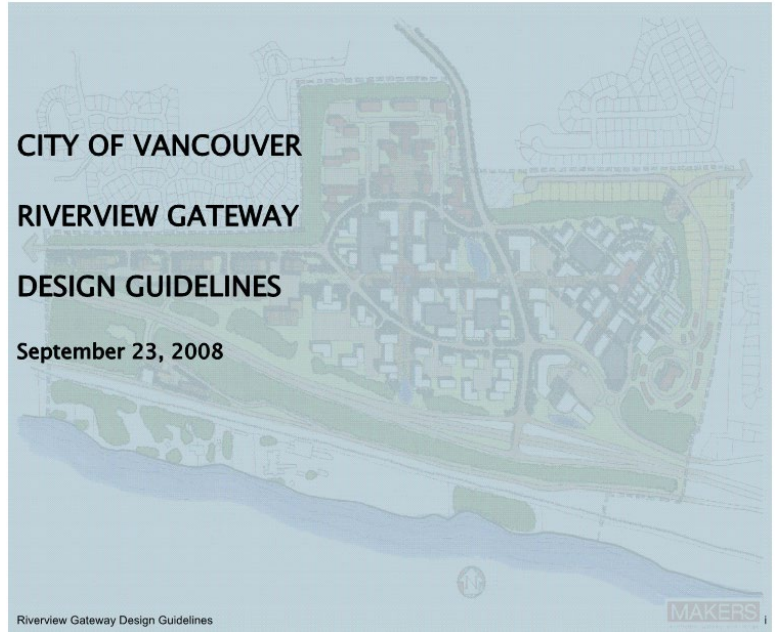 CITY OF VANCOUVER
RIVERVIEW GATEWAY
DESIGN GUIDELINES
September 23, 2008
N
Riverview Gateway Design Guidelines
MAKERS
i